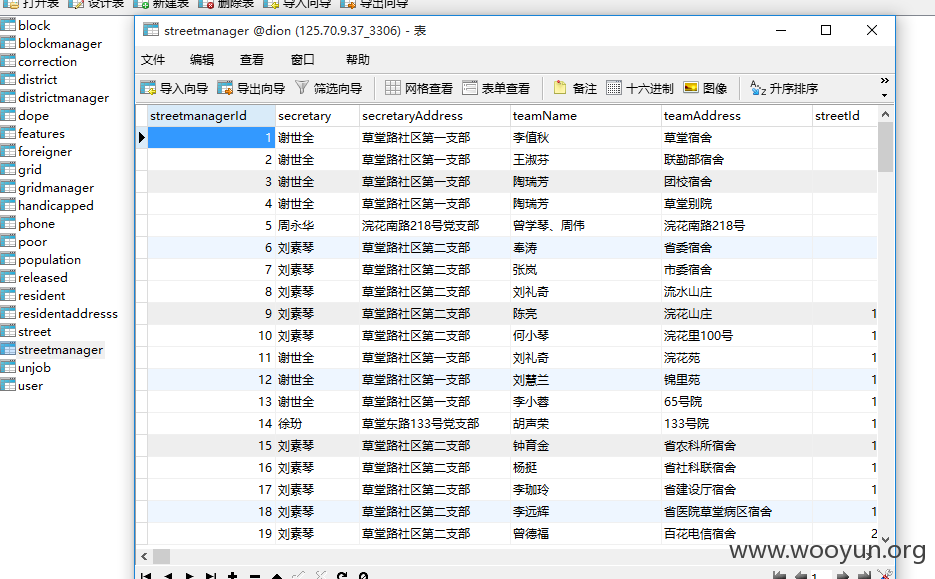 打开表 设计表 新建表 删除表 导入向导 导出向导
block
blockmanager
correction
district
districtmanager
dope
features
foreigner
grid
gridmanager
handicapped
phone
poor
population
released
resident
residentaddresss
street
streetmanager
unjob
user
streetmanager @dion (125.70.9.37_3306) - 表
文件 编辑 查看 窗口 帮助
导入向导 导出向导 筛选向导 网格查看 表单查看 备注 十六进制 图像 升序排序
streetmanagerId secretary secretaryAddress teamName teamAddress streetId
1 谢世全 草堂路社区第一支部 李值秋 草堂宿舍
2 谢世全 草堂路社区第一支部 王淑芬 联勤部宿舍
3 谢世全 草堂路社区第一支部 陶瑞芳 团校宿舍
4 谢世全 草堂路社区第一支部 陶瑞芳 草堂别院
5 周永华 浣花南路218号党支部 曾学琴、周伟 浣花南路218号
6 刘素琴 草堂路社区第二支部 奉涛 省委宿舍
7 刘素琴 草堂路社区第二支部 张岚 市委宿舍
8 刘素琴 草堂路社区第二支部 刘礼奇 流水山庄
9 刘素琴 草堂路社区第二支部 陈亮 浣花山庄 1
10 刘素琴 草堂路社区第二支部 何小琴 浣花里100号 1
11 谢世全 草堂路社区第一支部 刘礼奇 浣花苑 1
12 谢世全 草堂路社区第一支部 刘慧兰 锦里苑 1
13 谢世全 草堂路社区第一支部 李小蓉 65号院 1
14 徐玢 草堂东路133号党支部 胡声荣 133号院 1
15 刘素琴 草堂路社区第二支部 钟育金 省农科所宿舍 1
16 刘素琴 草堂路社区第二支部 杨挺 省社科联宿舍 1
17 刘素琴 草堂路社区第二支部 李珈玲 省建设厅宿舍 1
18 刘素琴 草堂路社区第二支部 李远辉 省医院草堂病区宿舍 1
19 刘素琴 草堂路社区第二支部 曾德福 百花电信宿舍 2
www.wooyun.org
1